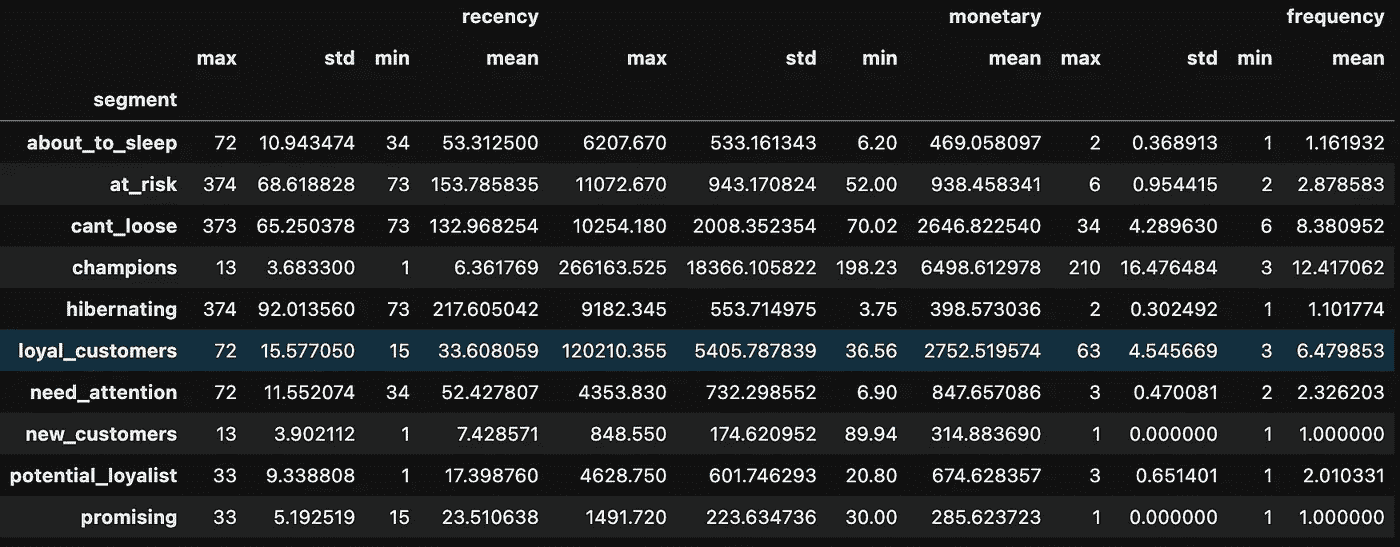 recency monetary frequency
max std min mean max std min mean max std min mean
segment
about_to_sleep 72 10.943474 34 53.312500 6207.670 533.161343 6.20 469.058097 2 0.368913 1 1.161932
at_risk 374 68.618828 73 153.785835 11072.670 943.170824 52.00 938.458341 6 0.954415 2 2.878583
cant_loose 373 65.250378 73 132.968254 10254.180 2008.352354 70.02 2646.822540 34 4.289630 6 8.380952
champions 13 3.683300 1 6.361769 266163.525 18366.105822 198.23 6498.612978 210 16.476484 3 12.417062
hibernating 374 92.013560 73 217.605042 9182.345 553.714975 3.75 398.573036 2 0.302492 1 1.101774
loyal_customers 72 15.577050 15 33.608059 120210.355 5405.787839 36.56 2752.519574 63 4.545669 3 6.479853
need_attention 72 11.552074 34 52.427807 4353.830 732.298552 6.90 847.657086 3 0.470081 2 2.326203
new_customers 13 3.902112 1 7.428571 848.550 174.620952 89.94 314.883690 1 0.000000 1 1.000000
potential_loyalist 33 9.338808 1 17.398760 4628.750 601.746293 20.80 674.628357 3 0.651401 1 2.010331
promising 33 5.192519 15 23.510638 1491.720 223.634736 30.00 285.623723 1 0.000000 1 1.000000